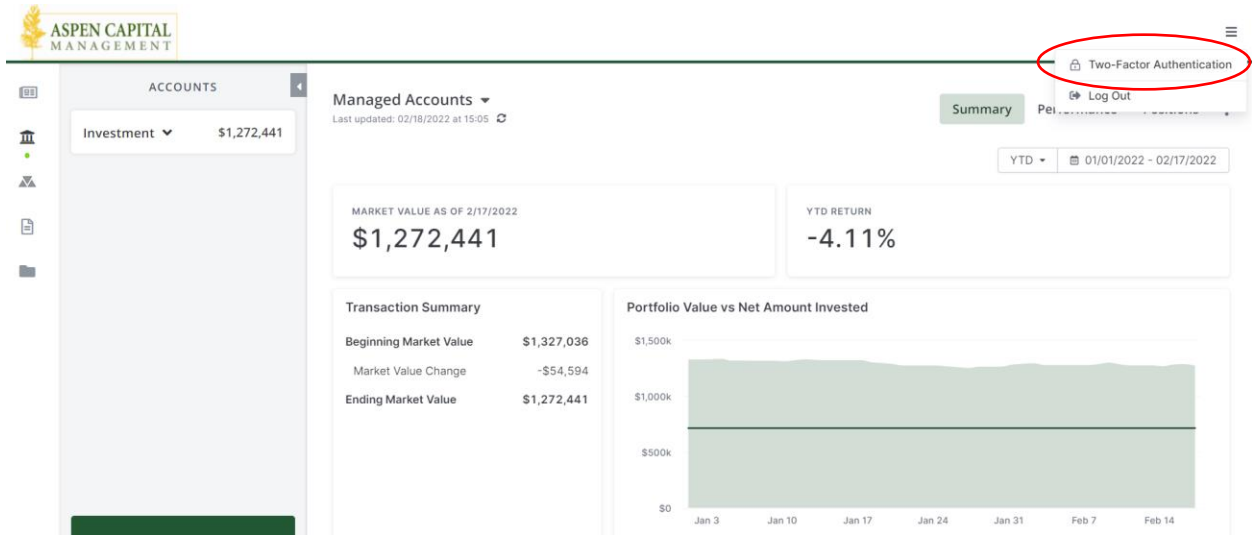 ASPEN CAPITAL
MANAGEMENT
Two-Factor Authentication
Log Out
ACCOUNTS
Investment $1,272,441
Managed Accounts
Last updated: 02/18/2022 at 15:05
Summary
YTD 01/01/2022 - 02/17/2022
MARKET VALUE AS OF 2/17/2022
$1,272,441
YTD RETURN
-4.11%
Transaction Summary
Beginning Market Value $1,327,036
Market Value Change -$54,594
Ending Market Value $1,272,441
Portfolio Value vs Net Amount Invested
$1,500k
$1,000k
$500k
$0
Jan 3 Jan 10 Jan 17 Jan 24 Jan 31 Feb 7 Feb 14